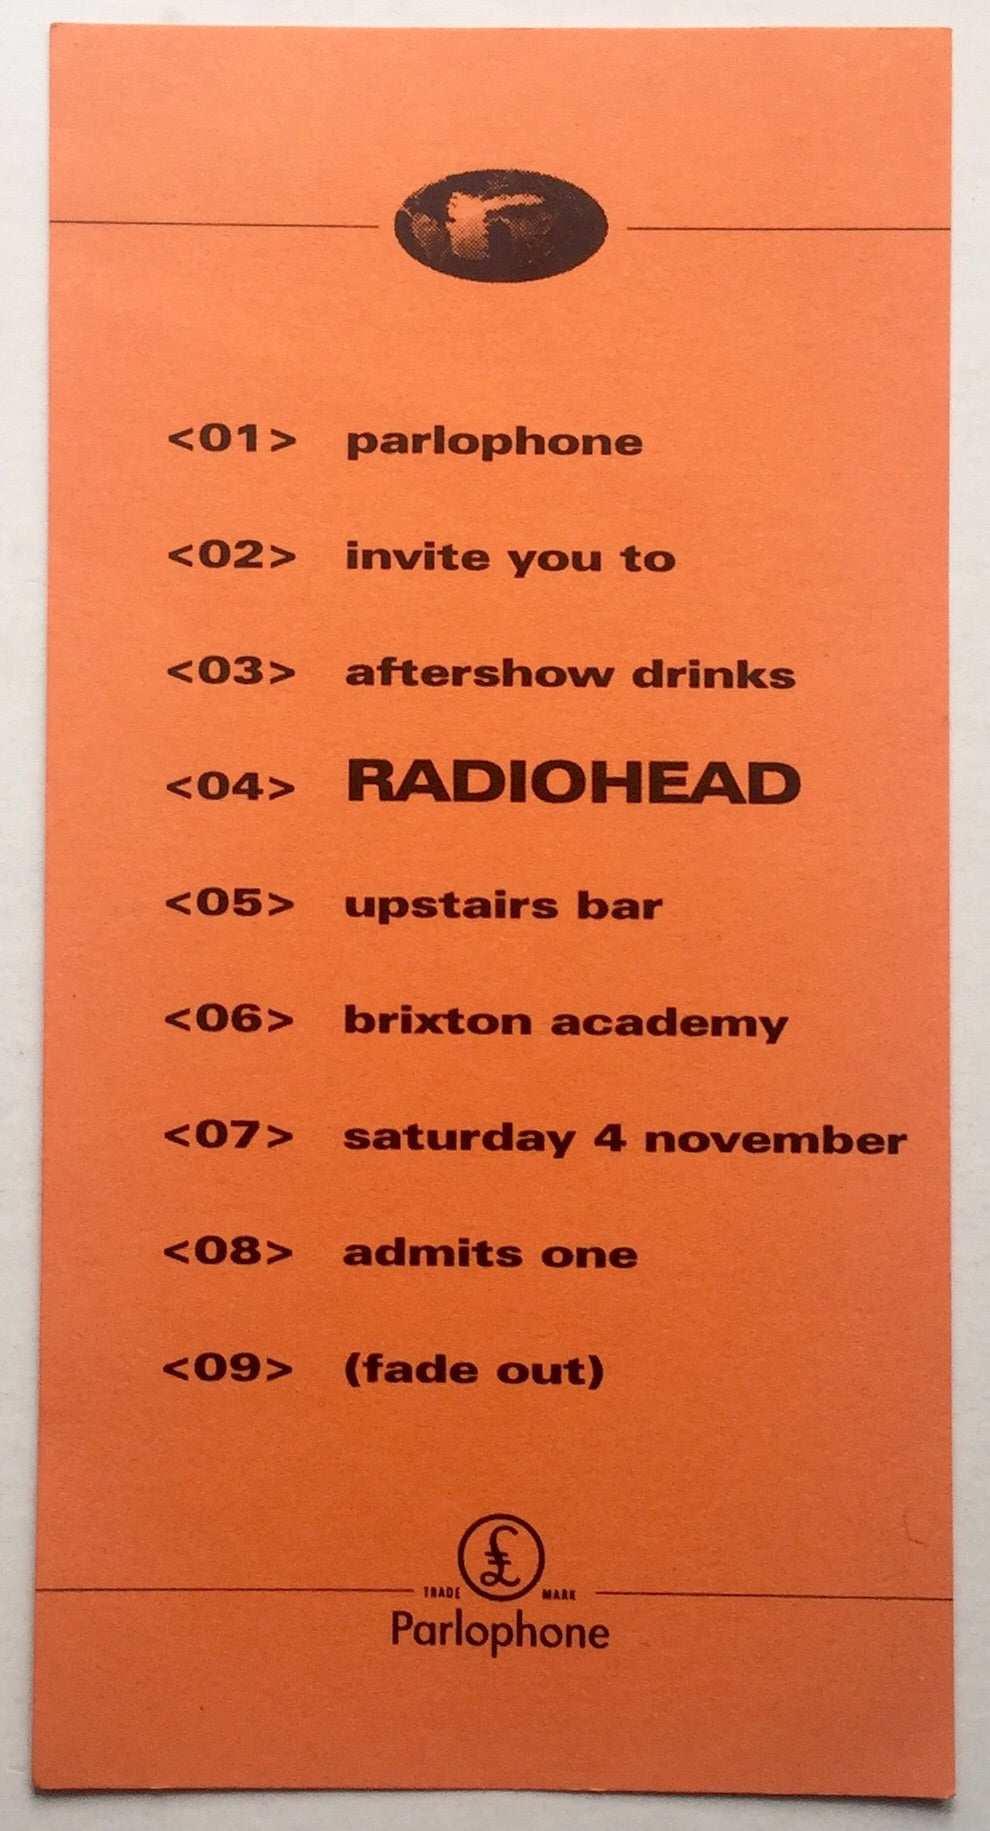 <01> parlophone
<02> invite you to
<03> aftershow drinks
<04> RADIOHEAD
<05> upstairs bar
<06> brixton academy
<07> saturday 4 november
<08> admits one
<09> (fade out)
£
TRADE MARK
Parlophone